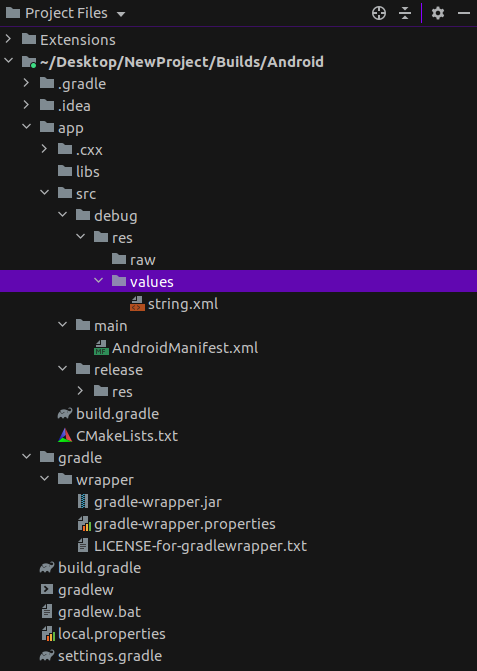 Project Files
Extensions
~/Desktop/NewProject/Builds/Android
.gradle
.idea
app
.cxx
libs
src
debug
res
raw
values
string.xml
main
AndroidManifest.xml
release
res
build.gradle
CMakeLists.txt
gradle
wrapper
gradle-wrapper.jar
gradle-wrapper.properties
LICENSE-for-gradlewrapper.txt
build.gradle
gradlew
gradlew.bat
local.properties
settings.gradle